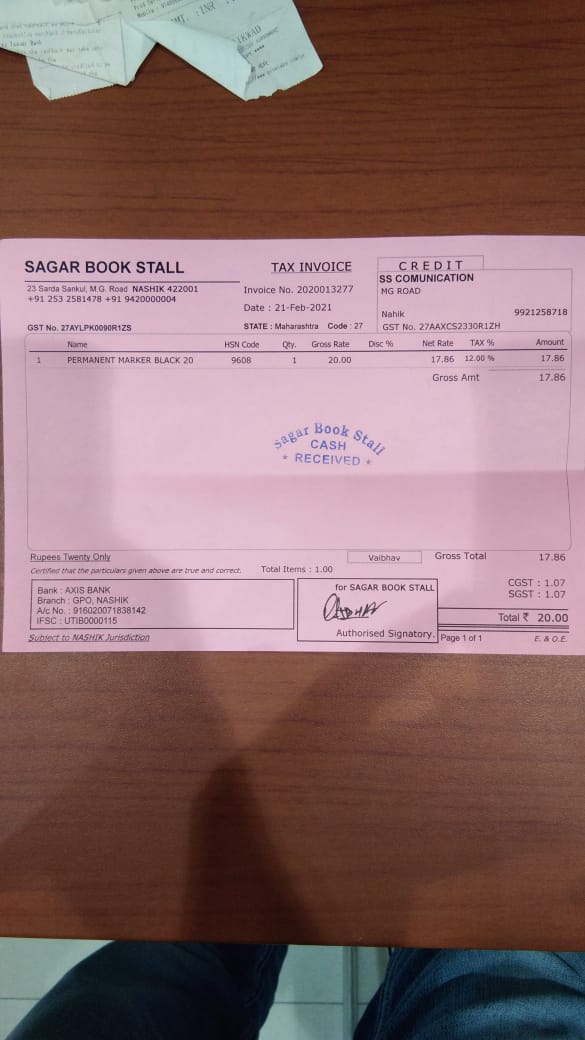 SAGAR BOOK STALL
23 Sarda Sankul, M.G. Road NASHIK 422001
+91 253 2581478 +91 9420000004
GST No. 27AYLPK0090R1ZS
TAX INVOICE
Invoice No. 2020013277
Date : 21-Feb-2021
STATE : Maharashtra Code : 27
CREDIT
SS COMUNICATION
MG ROAD
Nahik 9921258718
GST No. 27AAXCS2330R1ZH
Name HSN Code Qty. Gross Rate Disc % Net Rate TAX % Amount
1 PERMANENT MARKER BLACK 20 9608 1 20.00 17.86 12.00 % 17.86
Gross Amt 17.86
Sagar Book Stall
CASH
* RECEIVED *
Rupees Twenty Only
Vaibhav
Gross Total 17.86
Certified that the particulars given above are true and correct.
Total Items : 1.00
Bank : AXIS BANK
Branch : GPO, NASHIK
A/c No. : 916020071838142
IFSC : UTIB0000115
for SAGAR BOOK STALL
Authorised Signatory.
CGST : 1.07
SGST : 1.07
Total ₹ 20.00
Subject to NASHIK Jurisdiction
Page 1 of 1
E. & O.E.